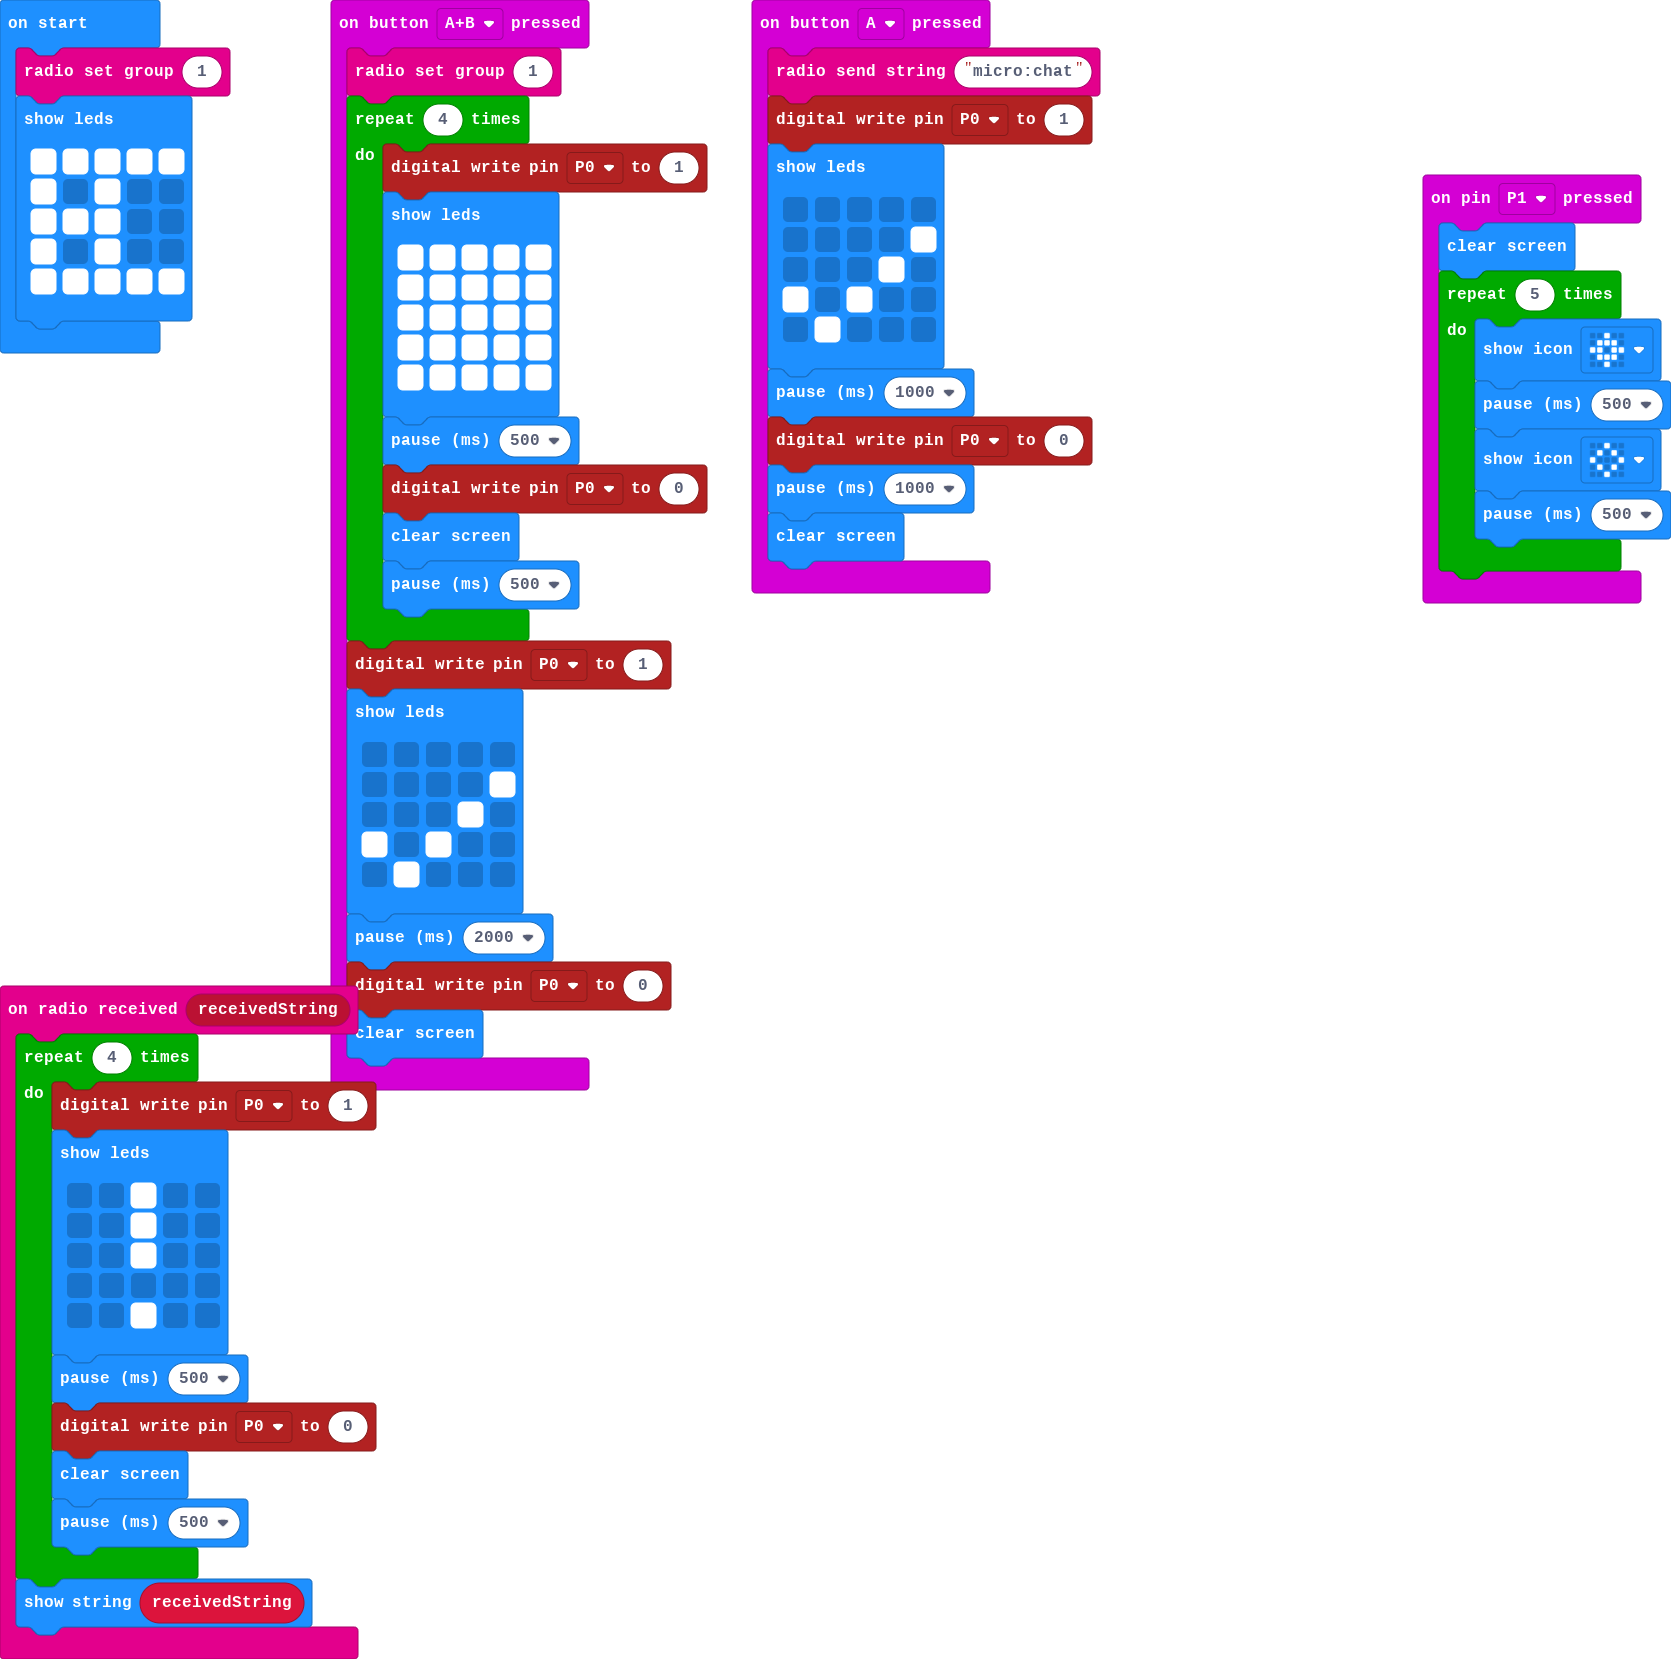 on start
radio set group 1
show leds
on button A+B pressed
radio set group 1
repeat 4 times
do
digital write pin P0 to 1
show leds
pause (ms) 500
digital write pin P0 to 0
clear screen
pause (ms) 500
digital write pin P0 to 1
show leds
pause (ms) 2000
digital write pin P0 to 0
clear screen
on button A pressed
radio send string "micro:chat"
digital write pin P0 to 1
show leds
pause (ms) 1000
digital write pin P0 to 0
pause (ms) 1000
clear screen
on pin P1 pressed
clear screen
repeat 5 times
do
show icon
pause (ms) 500
show icon
pause (ms) 500
on radio received receivedString
repeat 4 times
do
digital write pin P0 to 1
show leds
pause (ms) 500
digital write pin P0 to 0
clear screen
pause (ms) 500
show string receivedString